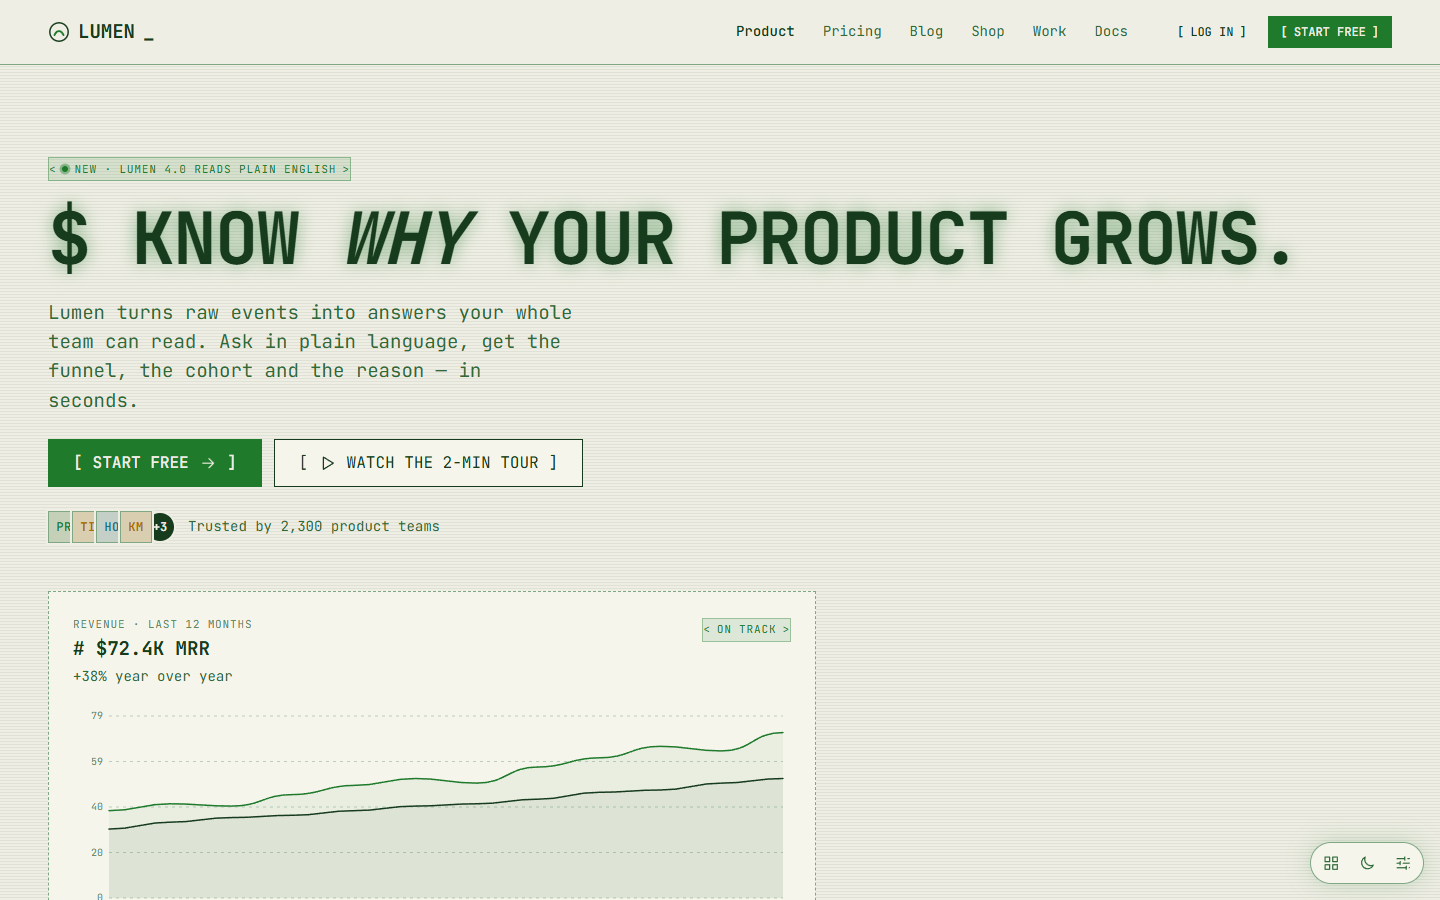 LUMEN _
Product Pricing Blog Shop Work Docs [ LOG IN ] [ START FREE ]
< NEW · LUMEN 4.0 READS PLAIN ENGLISH >
$ KNOW WHY YOUR PRODUCT GROWS.
Lumen turns raw events into answers your whole
team can read. Ask in plain language, get the
funnel, the cohort and the reason — in
seconds.
[ START FREE → ] [ ▷ WATCH THE 2-MIN TOUR ]
PR TI HO KM +3 Trusted by 2,300 product teams
REVENUE · LAST 12 MONTHS
< ON TRACK >
# $72.4K MRR
+38% year over year
79
59
40
20
0